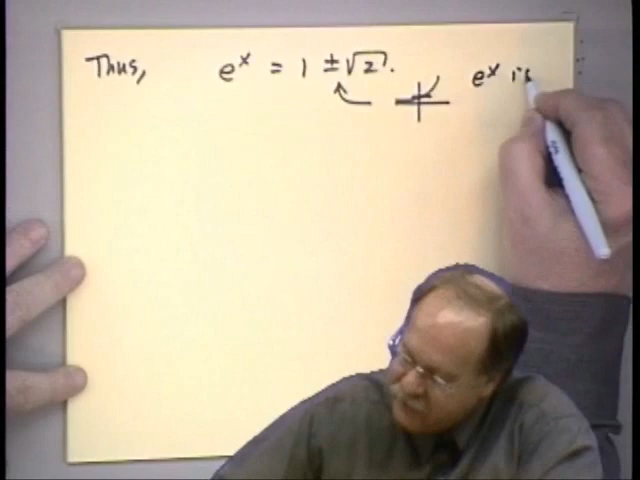 Thus, e^x = 1 ± √2. e^x is